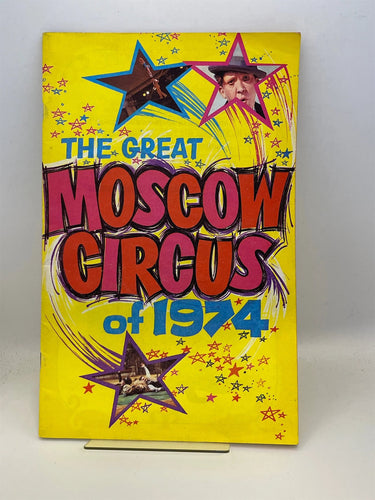 THE GREAT
MOSCOW
CIRCUS
of 1974